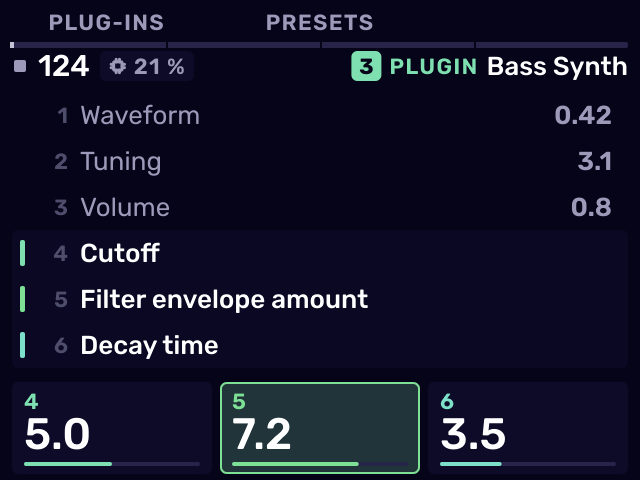 PLUG-INS PRESETS
124 21 % 3 PLUGIN Bass Synth
1 Waveform 0.42
2 Tuning 3.1
3 Volume 0.8
4 Cutoff
5 Filter envelope amount
6 Decay time
4 5 6
5.0 7.2 3.5